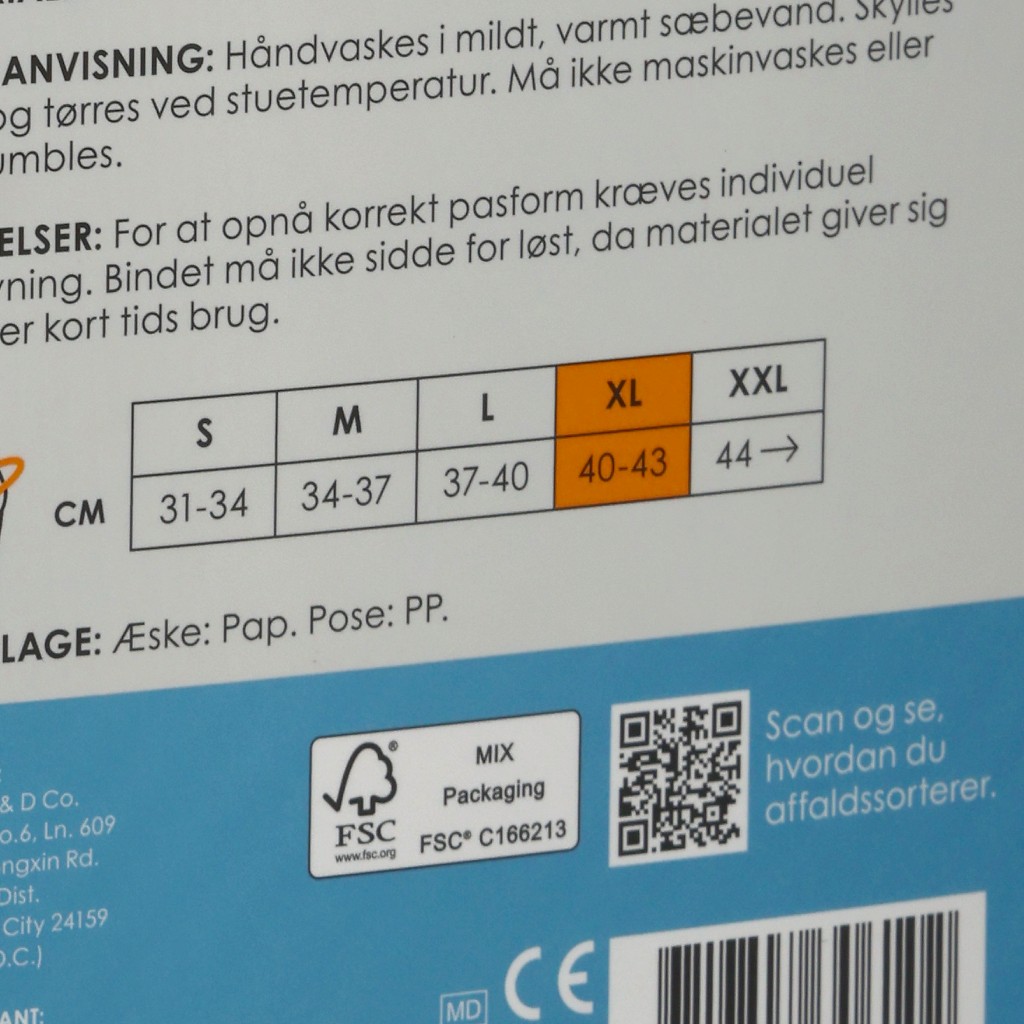 ANVISNING: Håndvaskes i mildt, varmt sæbevand. Skylles
og tørres ved stuetemperatur. Må ikke maskinvaskes eller
umbles.
ELSER: For at opnå korrekt pasform kræves individuel
ning. Bindet må ikke sidde for løst, da materialet giver sig
er kort tids brug.
S M L XL XXL
CM 31-34 34-37 37-40 40-43 44→
LAGE: Æske: Pap. Pose: PP.
MIX
Packaging
FSC® C166213
FSC®
www.fsc.org
Scan og se,
hvordan du
affaldssorterer.
& D Co.
o.6, Ln. 609
ngxin Rd.
Dist.
City 24159
O.C.)
ANT:
MD CE